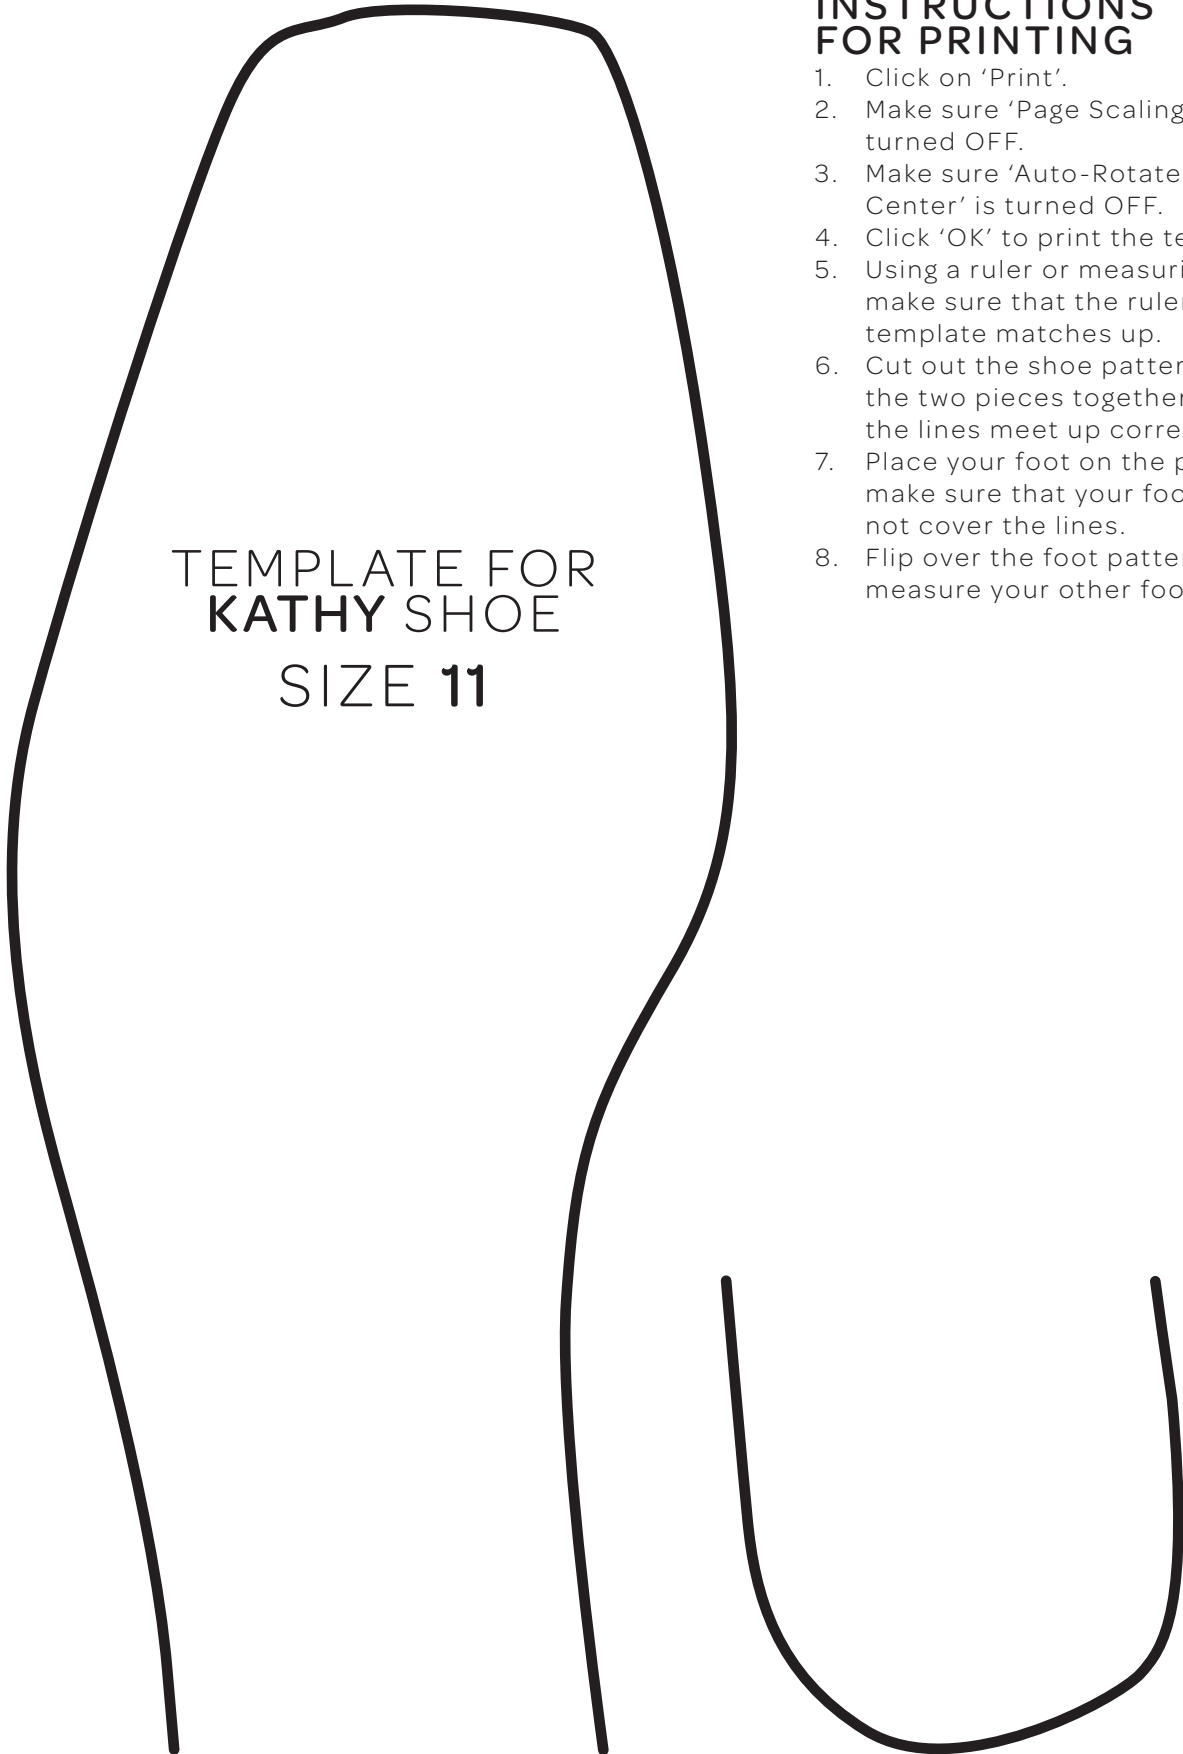 INSTRUCTIONS
FOR PRINTING
1. Click on ‘Print’.
2. Make sure ‘Page Scaling
turned OFF.
3. Make sure ‘Auto-Rotate
Center’ is turned OFF.
4. Click ‘OK’ to print the te
5. Using a ruler or measuri
make sure that the ruler
template matches up.
6. Cut out the shoe patter
the two pieces together
the lines meet up corre
7. Place your foot on the p
make sure that your foo
not cover the lines.
8. Flip over the foot patter
measure your other foo
TEMPLATE FOR
KATHY SHOE
SIZE 11